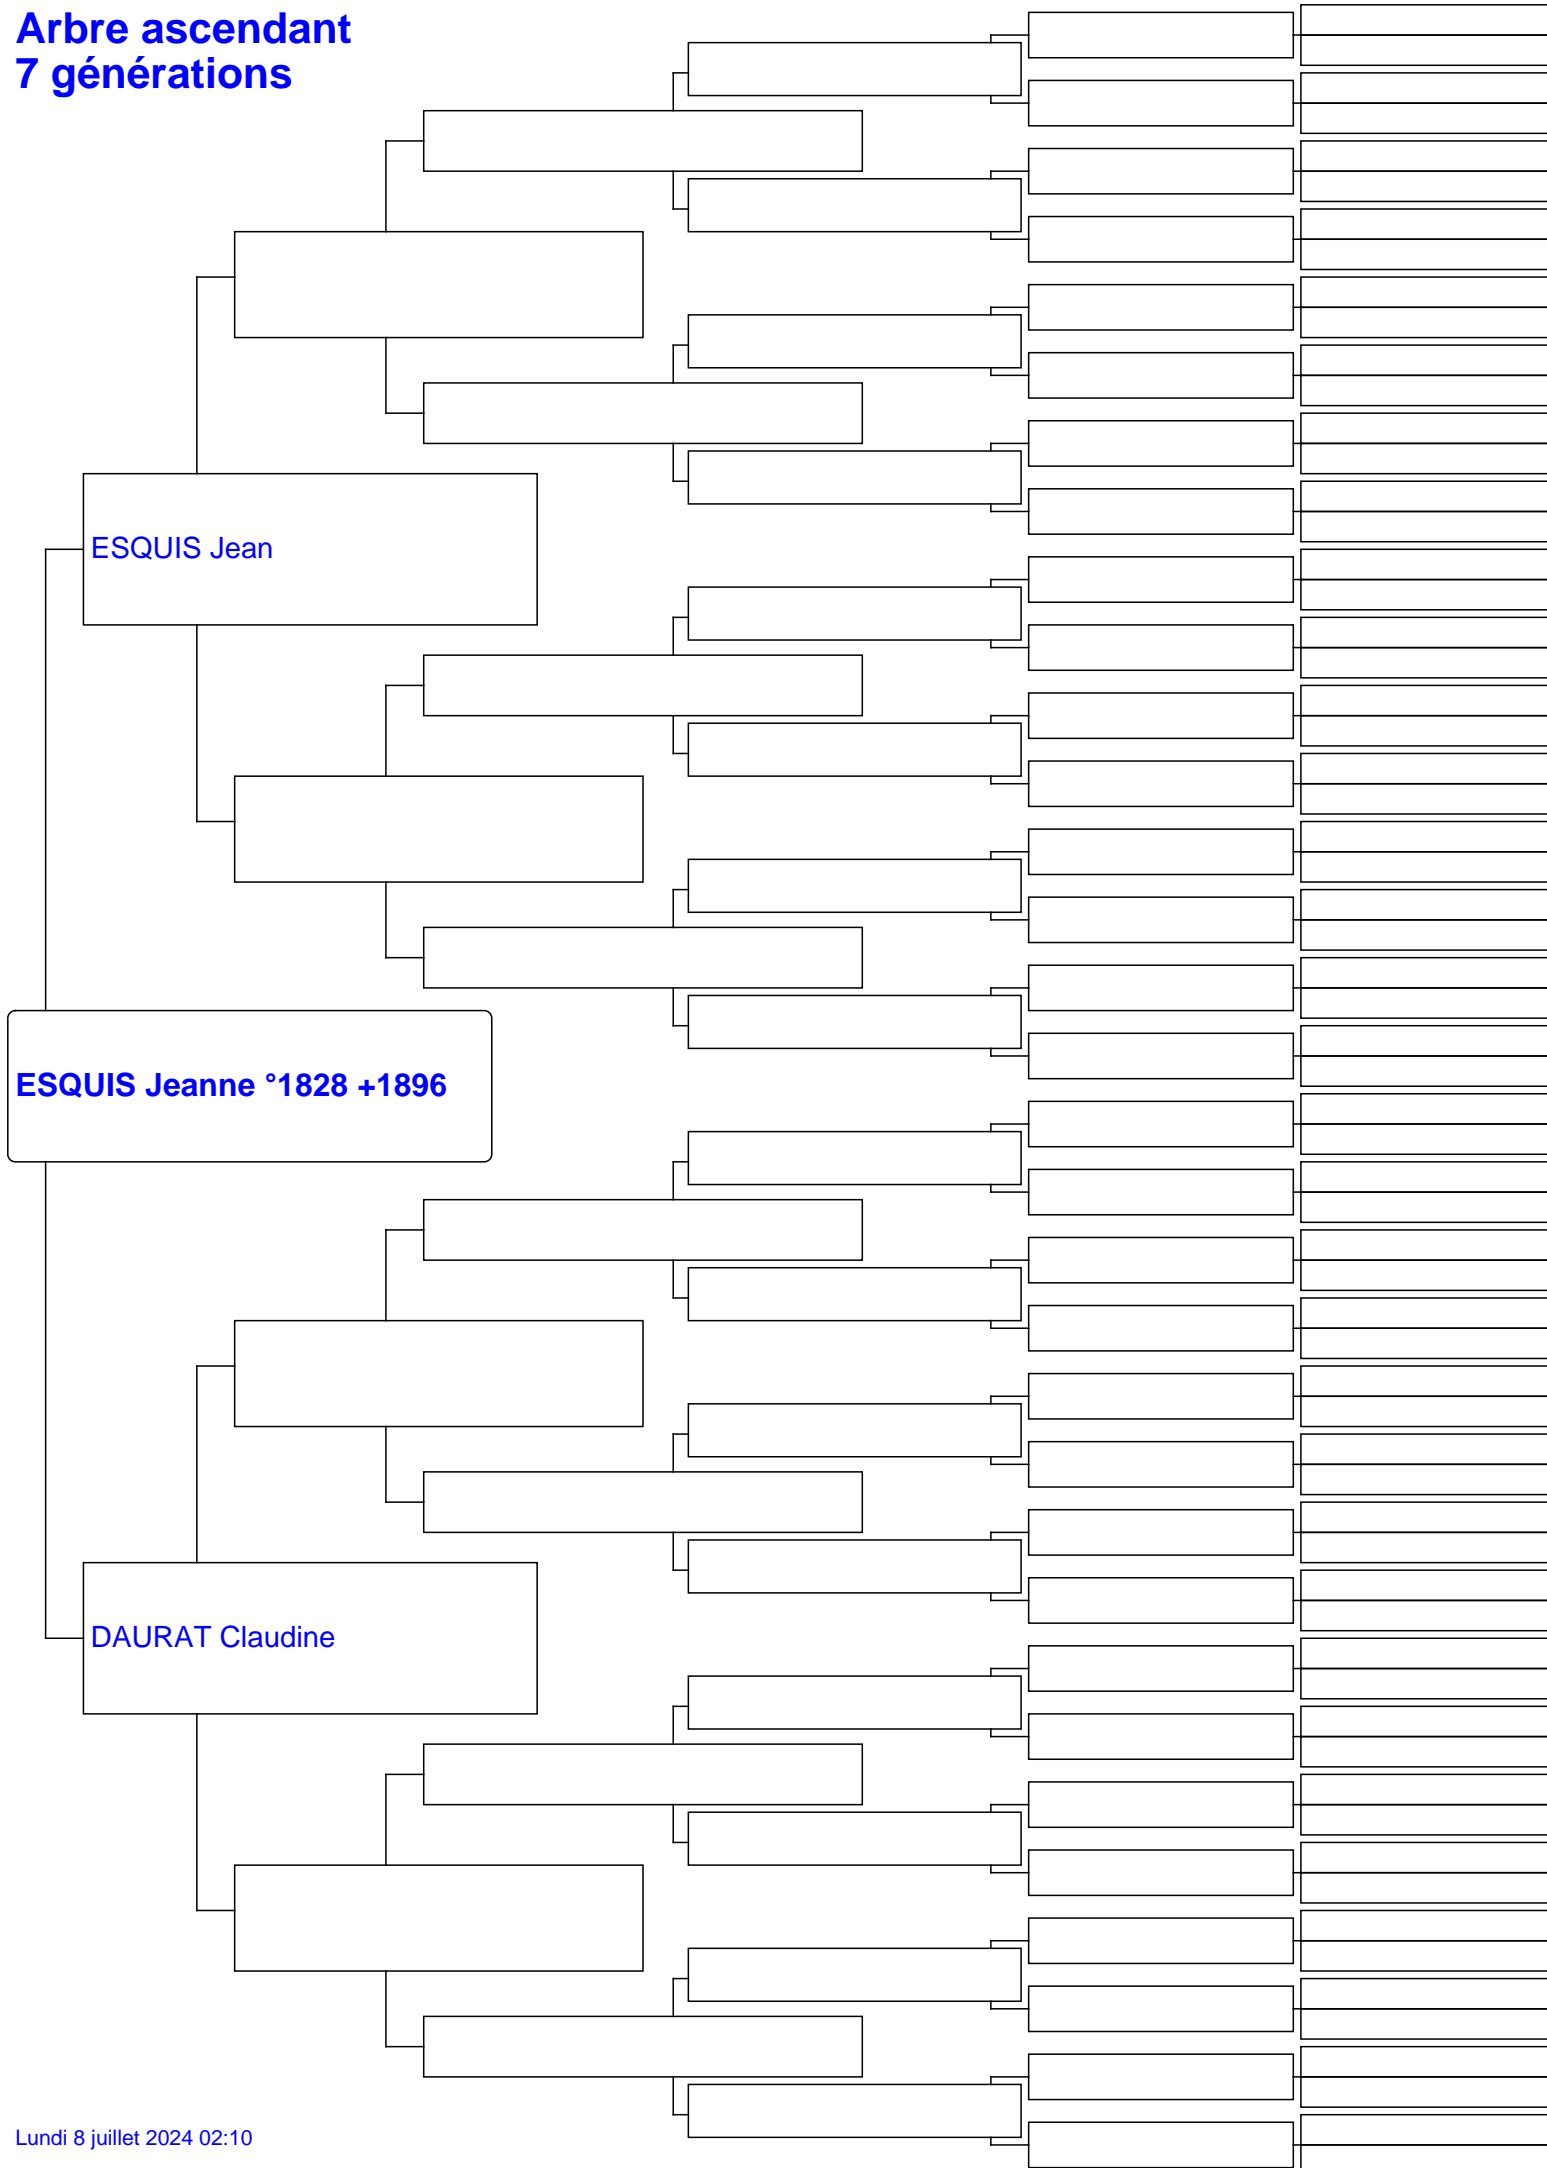 Arbre ascendant
7 générations
ESQUIS Jean
ESQUIS Jeanne °1828 +1896
DAURAT Claudine
Lundi 8 juillet 2024 02:10